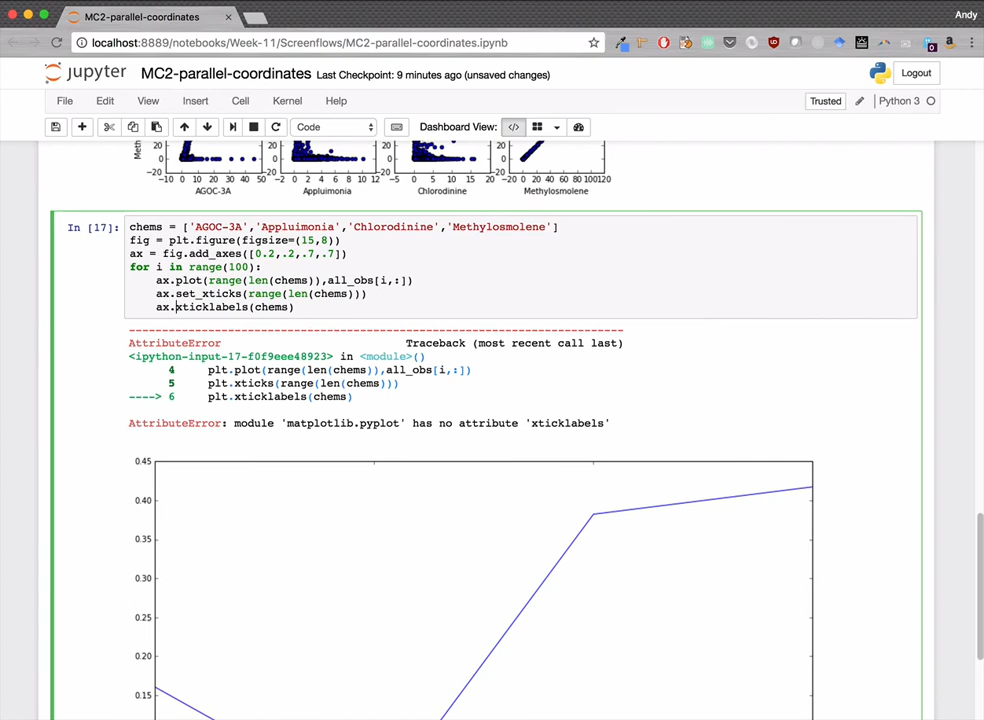 MC2-parallel-coordinates
Andy
localhost:8889/notebooks/Week-11/Screenflows/MC2-parallel-coordinates.ipynb
jupyter MC2-parallel-coordinates Last Checkpoint: 9 minutes ago (unsaved changes)
Logout
File Edit View Insert Cell Kernel Help
Trusted Python 3
Code Dashboard View:
Meth
20 20 20 20
0 0 0 0
-20 -20 -20 -20
-10 0 10 20 30 40 50 -2 0 2 4 6 8 10 12 -5 0 5 10 15 20 -20 0 20 40 60 80 100 120
AGOC-3A Appluimonia Chlorodinine Methylosmolene
In [17]: chems = ['AGOC-3A','Appluimonia','Chlorodinine','Methylosmolene']
fig = plt.figure(figsize=(15,8))
ax = fig.add_axes([0.2,.2,.7,.7])
for i in range(100):
ax.plot(range(len(chems)),all_obs[i,:])
ax.set_xticks(range(len(chems)))
ax.xticklabels(chems)
AttributeError Traceback (most recent call last)
<ipython-input-17-f0f9eee48923> in <module>()
4 plt.plot(range(len(chems)),all_obs[i,:])
5 plt.xticks(range(len(chems)))
----> 6 plt.xticklabels(chems)
AttributeError: module 'matplotlib.pyplot' has no attribute 'xticklabels'
0.45
0.40
0.35
0.30
0.25
0.20
0.15